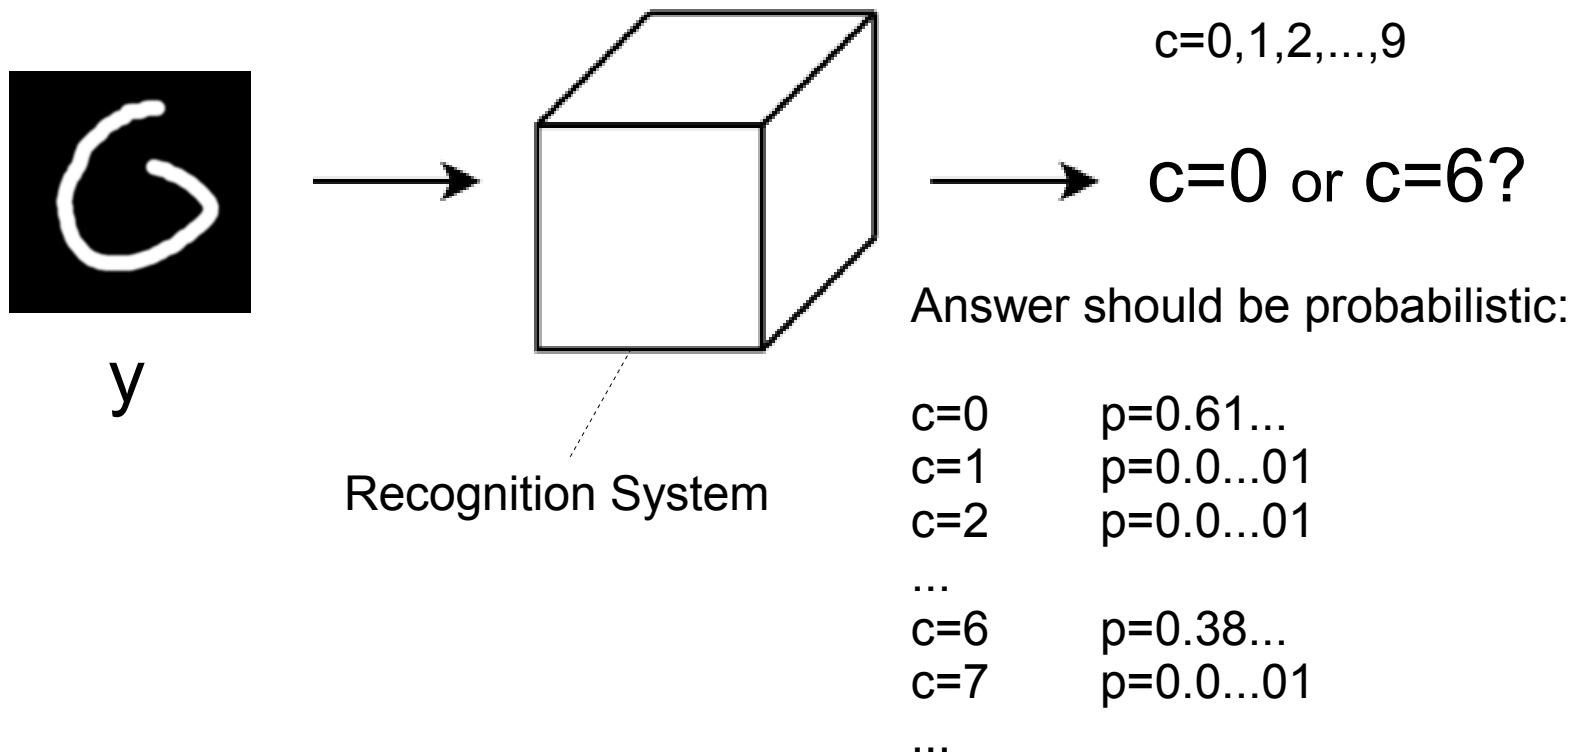 c=0,1,2,...,9
c=0 or c=6?
y
Recognition System
Answer should be probabilistic:
c=0 p=0.61...
c=1 p=0.0...01
c=2 p=0.0...01
...
c=6 p=0.38...
c=7 p=0.0...01
...